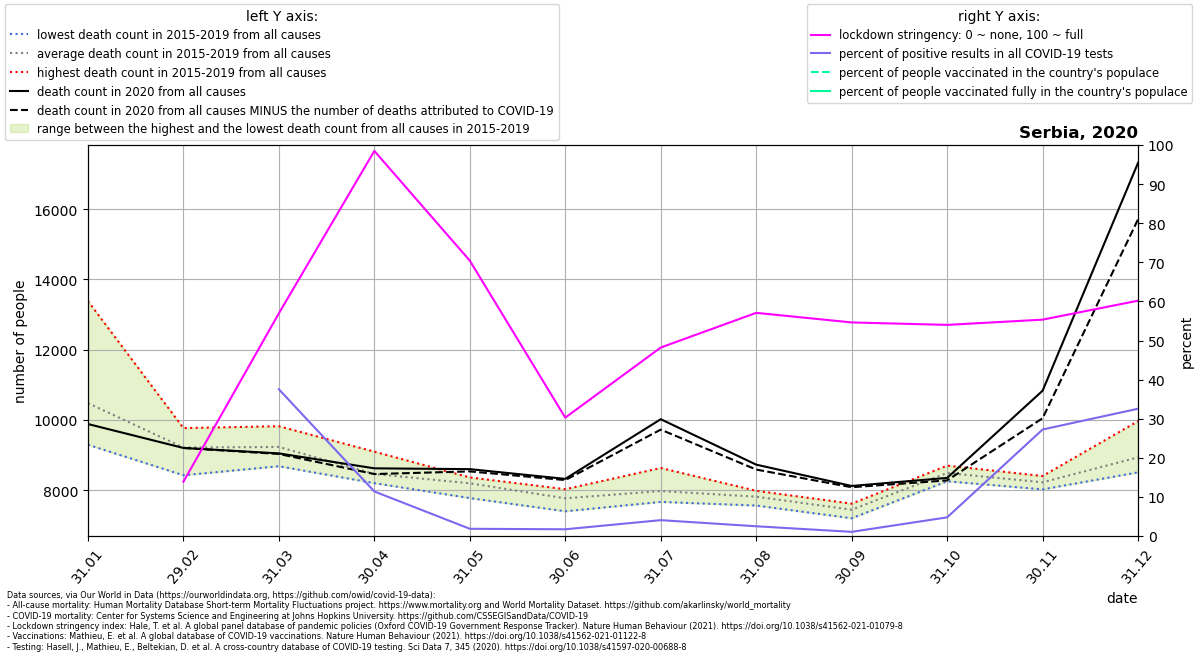 left Y axis:
lowest death count in 2015-2019 from all causes
average death count in 2015-2019 from all causes
highest death count in 2015-2019 from all causes
death count in 2020 from all causes
death count in 2020 from all causes MINUS the number of deaths attributed to COVID-19
range between the highest and the lowest death count from all causes in 2015-2019
right Y axis:
lockdown stringency: 0 ~ none, 100 ~ full
percent of positive results in all COVID-19 tests
percent of people vaccinated in the country's populace
percent of people vaccinated fully in the country's populace
Serbia, 2020
number of people
16000
14000
12000
10000
8000
100
90
80
70
60
50
40
30
20
10
0
percent
31.01
29.02
31.03
30.04
31.05
30.06
31.07
31.08
30.09
31.10
30.11
31.12
date
Data sources, via Our World in Data (https://ourworldindata.org, https://github.com/owid/covid-19-data):
- All-cause mortality: Human Mortality Database Short-term Mortality Fluctuations project. https://www.mortality.org and World Mortality Dataset. https://github.com/akarlinsky/world_mortality
- COVID-19 mortality: Center for Systems Science and Engineering at Johns Hopkins University. https://github.com/CSSEGISandData/COVID-19
- Lockdown stringency index: Hale, T. et al. A global panel database of pandemic policies (Oxford COVID-19 Government Response Tracker). Nature Human Behaviour (2021). https://doi.org/10.1038/s41562-021-01079-8
- Vaccinations: Mathieu, E. et al. A global database of COVID-19 vaccinations. Nature Human Behaviour (2021). https://doi.org/10.1038/s41562-021-01122-8
- Testing: Hasell, J., Mathieu, E., Beltekian, D. et al. A cross-country database of COVID-19 testing. Sci Data 7, 345 (2020). https://doi.org/10.1038/s41597-020-00688-8